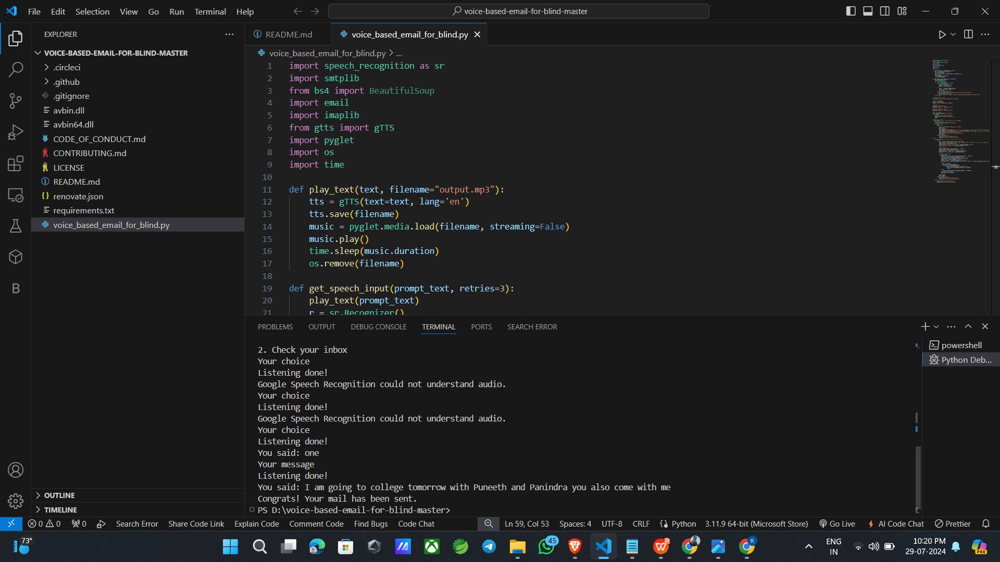 File Edit Selection View Go Run Terminal Help
voice-based-email-for-blind-master
EXPLORER
VOICE-BASED-EMAIL-FOR-BLIND-MASTER
.circleci
.github
.gitignore
avbin.dll
avbin64.dll
CODE_OF_CONDUCT.md
CONTRIBUTING.md
LICENSE
README.md
renovate.json
requirements.txt
voice_based_email_for_blind.py
OUTLINE
TIMELINE
README.md voice_based_email_for_blind.py
voice_based_email_for_blind.py > ...
1 import speech_recognition as sr
2 import smtplib
3 from bs4 import BeautifulSoup
4 import email
5 import imaplib
6 from gtts import gTTS
7 import pyglet
8 import os
9 import time
10
11 def play_text(text, filename="output.mp3"):
12 tts = gTTS(text=text, lang='en')
13 tts.save(filename)
14 music = pyglet.media.load(filename, streaming=False)
15 music.play()
16 time.sleep(music.duration)
17 os.remove(filename)
18
19 def get_speech_input(prompt_text, retries=3):
20 play_text(prompt_text)
21 r = sr.Recognizer()
PROBLEMS OUTPUT DEBUG CONSOLE TERMINAL PORTS SEARCH ERROR
2. Check your inbox
Your choice
Listening done!
Google Speech Recognition could not understand audio.
Your choice
Listening done!
Google Speech Recognition could not understand audio.
Your choice
Listening done!
You said: one
Your message
Listening done!
You said: I am going to college tomorrow with Puneeth and Panindra you also come with me
Congrats! Your mail has been sent.
PS D:\voice-based-email-for-blind-master>
powershell
Python Deb...
0 0 0 Search Error Share Code Link Explain Code Comment Code Find Bugs Code Chat Ln 59, Col 53 Spaces: 4 UTF-8 CRLF Python 3.11.9 64-bit (Microsoft Store) Go Live AI Code Chat Prettier
73°
45
K
ENG
IN
10:20 PM
29-07-2024
PRE